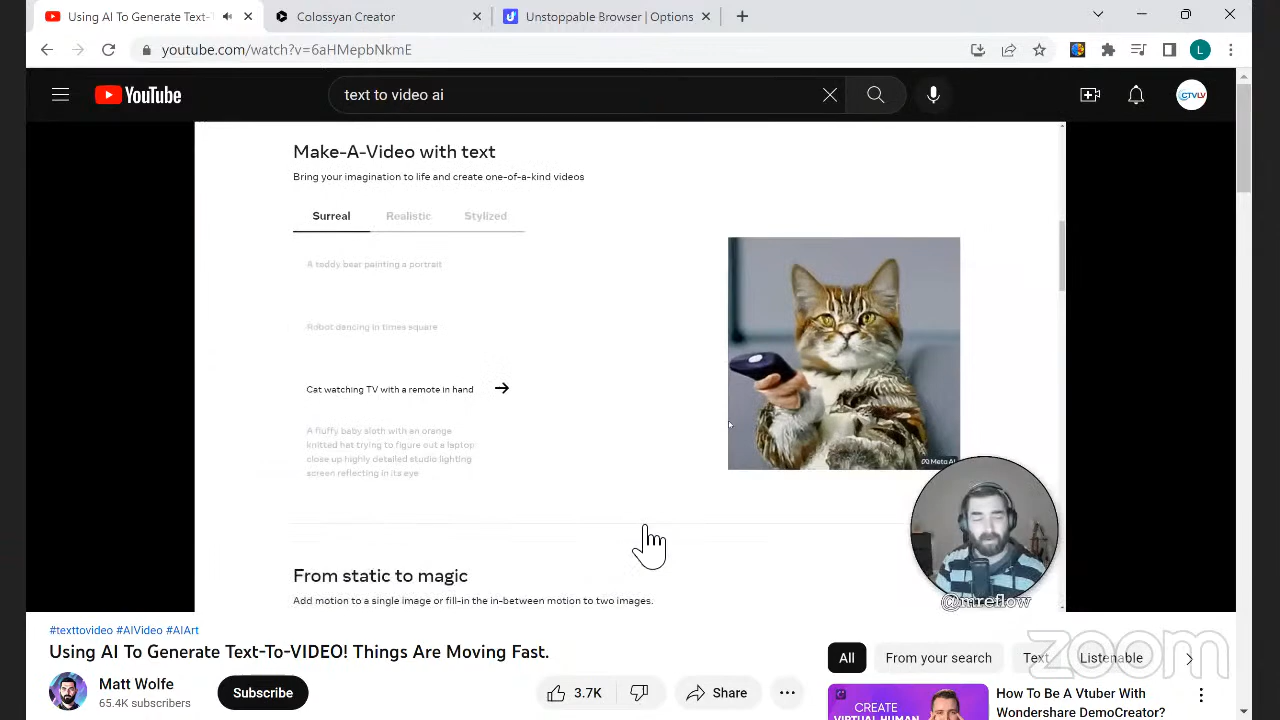 Using AI To Generate Text-T
Colossyan Creator
Unstoppable Browser | Options
youtube.com/watch?v=6aHMepbNkmE
L
YouTube
text to video ai
CTVLV
Make-A-Video with text
Bring your imagination to life and create one-of-a-kind videos
Surreal
Realistic
Stylized
A teddy bear painting a portrait
Robot dancing in times square
Cat watching TV with a remote in hand
A fluffy baby sloth with an orange
knitted hat trying to figure out a laptop
close up highly detailed studio lighting
screen reflecting in its eye
Meta AI
From static to magic
Add motion to a single image or fill-in the in-between motion to two images.
@mreflow
#texttovideo #AIVideo #AIArt
Using AI To Generate Text-To-VIDEO! Things Are Moving Fast.
Matt Wolfe
65.4K subscribers
Subscribe
3.7K
Share
All
From your search
Text
Listenable
zoom
CREATE
VIRTUAL HUMAN
How To Be A Vtuber With
Wondershare DemoCreator?